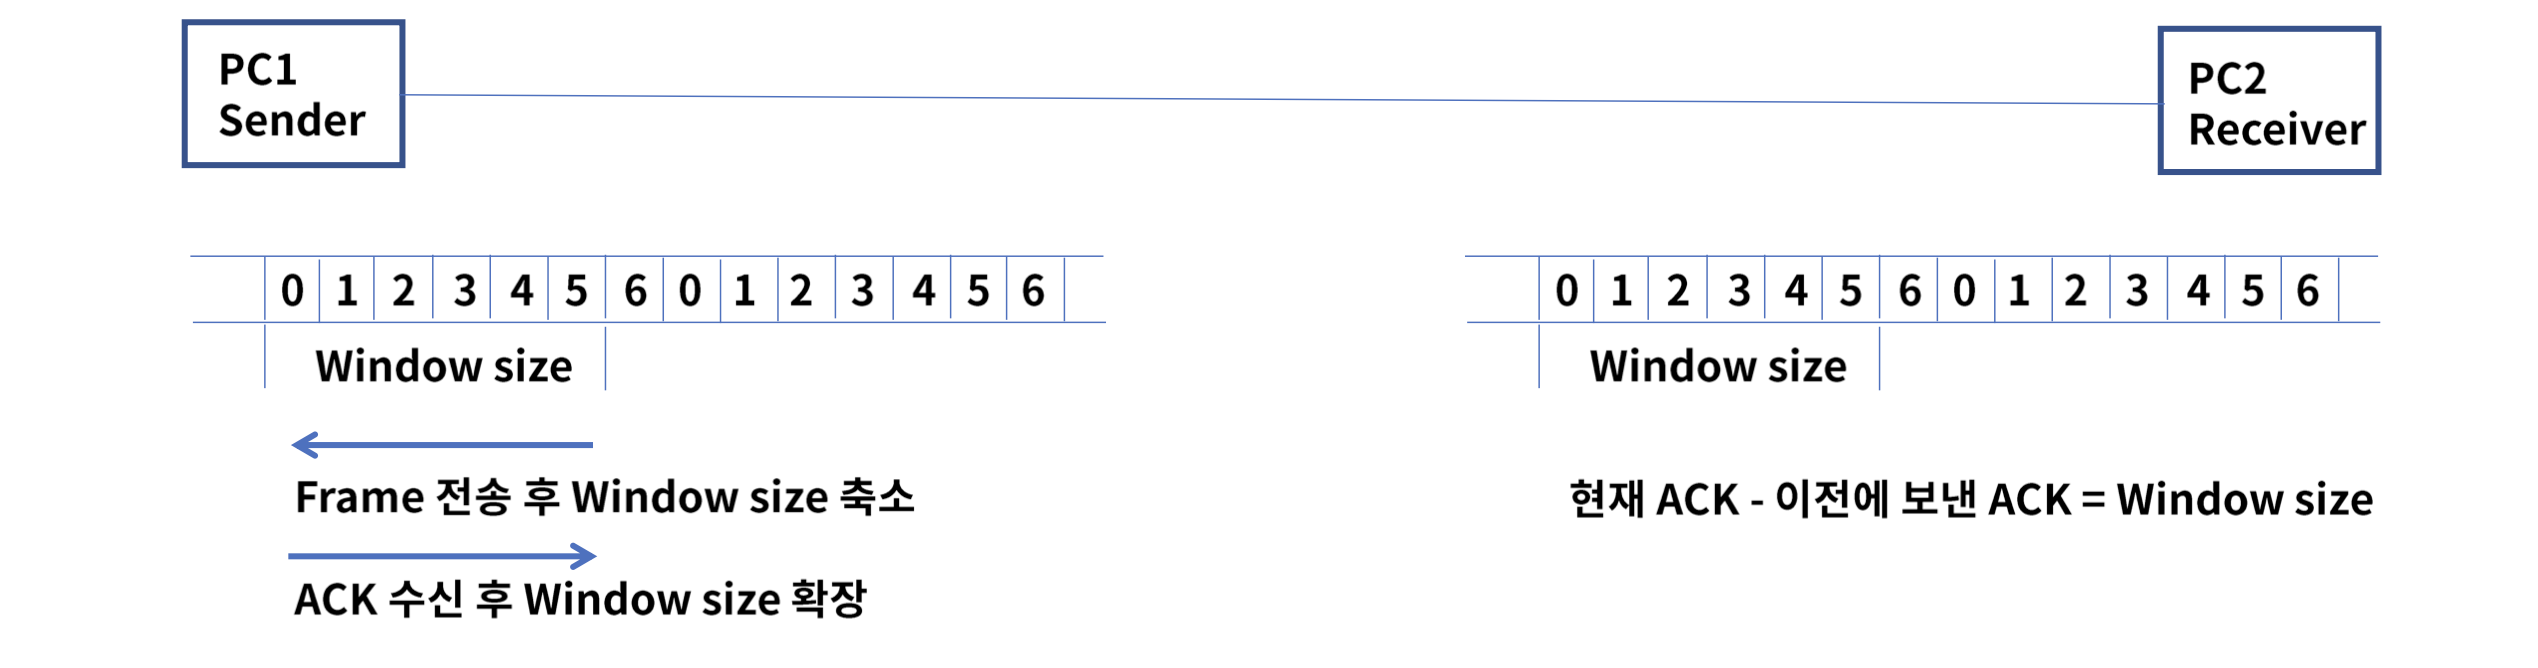 PC1
Sender
PC2
Receiver
0 1 2 3 4 5 6 0 1 2 3 4 5 6
0 1 2 3 4 5 6 0 1 2 3 4 5 6
Window size
Window size
Frame 전송 후 Window size 축소
현재 ACK - 이전에 보낸 ACK = Window size
ACK 수신 후 Window size 확장